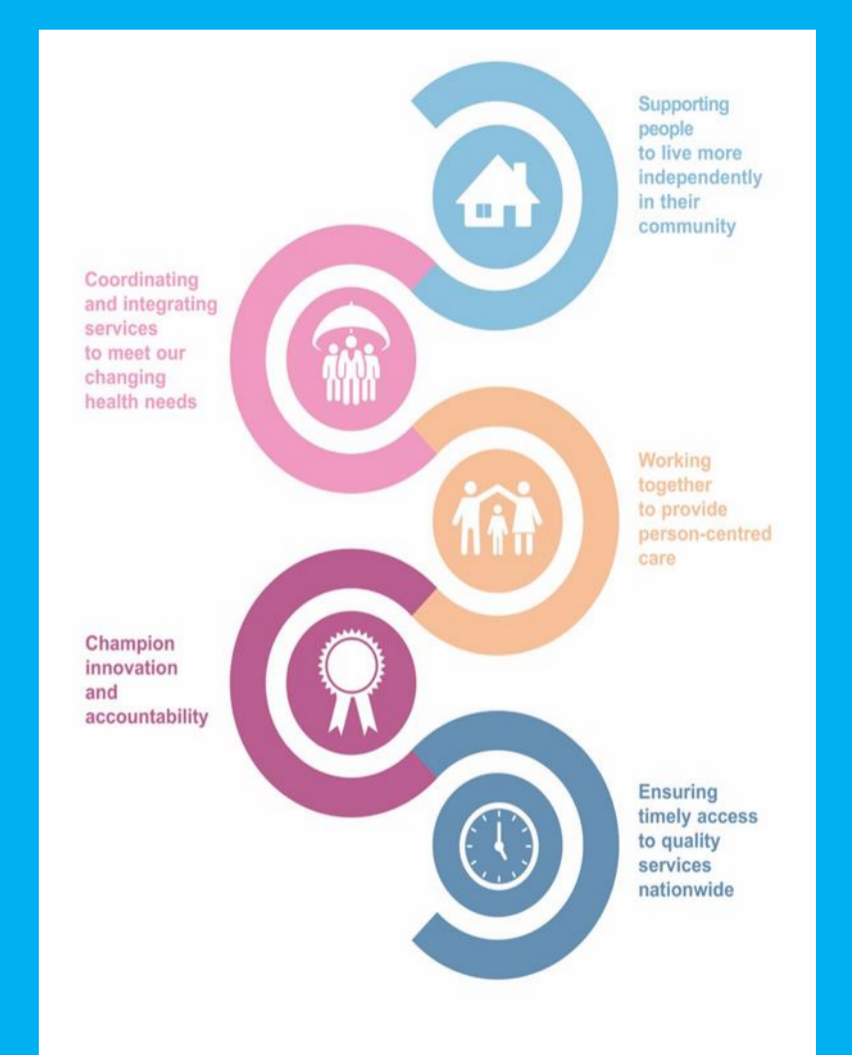 Supporting
people
to live more
independently
in their
community
Coordinating
and integrating
services
to meet our
changing
health needs
Working
together
to provide
person-centred
care
Champion
innovation
and
accountability
Ensuring
timely access
to quality
services
nationwide